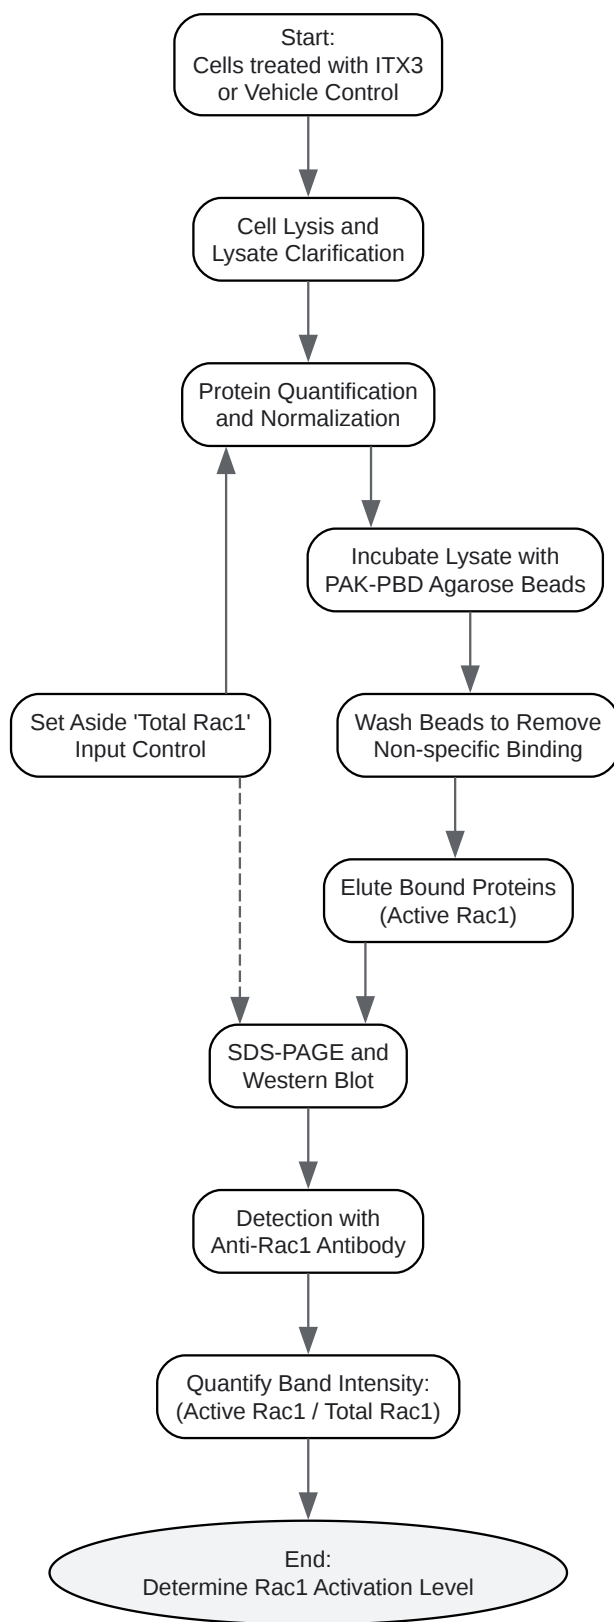 Start:
Cells treated with ITX3
or Vehicle Control
Cell Lysis and
Lysate Clarification
Protein Quantification
and Normalization
Incubate Lysate with
PAK-PBD Agarose Beads
Set Aside 'Total Rac1'
Input Control
Wash Beads to Remove
Non-specific Binding
Elute Bound Proteins
(Active Rac1)
SDS-PAGE and
Western Blot
Detection with
Anti-Rac1 Antibody
Quantify Band Intensity:
(Active Rac1 / Total Rac1)
End:
Determine Rac1 Activation Level